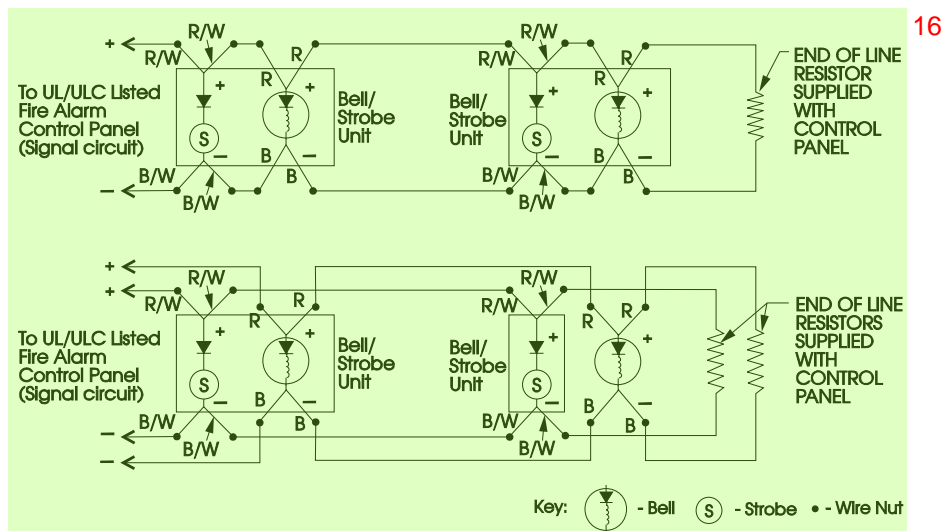 16
R/W
R/W
+
R
R
+
+
To UL/ULC Listed
Fire Alarm
Control Panel
(Signal circuit)
S
Bell/
Strobe
Unit
B
B
−
−
B/W
B/W
−
R/W
R/W
R
R
+
+
Bell/
Strobe
Unit
S
B
B
−
−
B/W
B/W
END OF LINE
RESISTOR
SUPPLIED
WITH
CONTROL
PANEL
+
+
R/W
R/W
R
R
+
+
To UL/ULC Listed
Fire Alarm
Control Panel
(Signal circuit)
S
Bell/
Strobe
Unit
B
B
−
−
B/W
B/W
−
−
R/W
R/W
R
R
+
+
Bell/
Strobe
Unit
S
B
B
−
−
B/W
B/W
END OF LINE
RESISTORS
SUPPLIED
WITH
CONTROL
PANEL
Key: - Bell S - Strobe • - Wire Nut